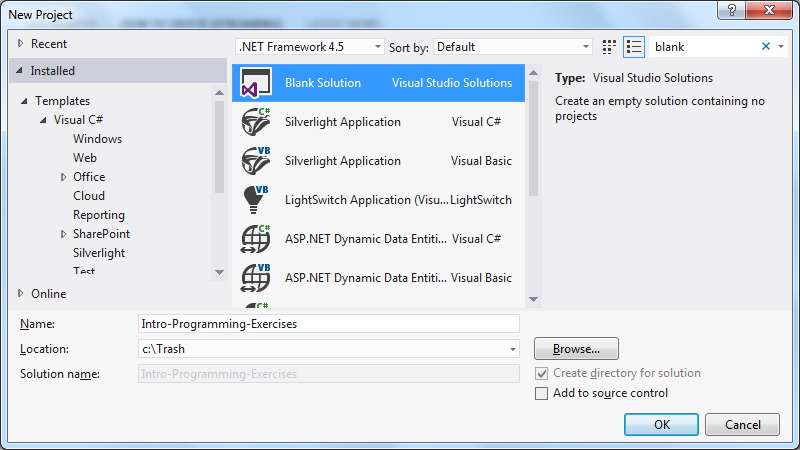 New Project
Recent
Installed
Templates
Visual C#
Windows
Web
Office
Cloud
Reporting
SharePoint
Silverlight
Test
Online
.NET Framework 4.5
Sort by: Default
blank
Blank Solution Visual Studio Solutions
C# Silverlight Application Visual C#
VB Silverlight Application Visual Basic
VB LightSwitch Application (Visu... LightSwitch
C# ASP.NET Dynamic Data Entiti... Visual C#
VB ASP.NET Dynamic Data Entiti... Visual Basic
C#
Type: Visual Studio Solutions
Create an empty solution containing no
projects
Name: Intro-Programming-Exercises
Location: c:\Trash
Browse...
Solution name: Intro-Programming-Exercises
Create directory for solution
Add to source control
OK
Cancel